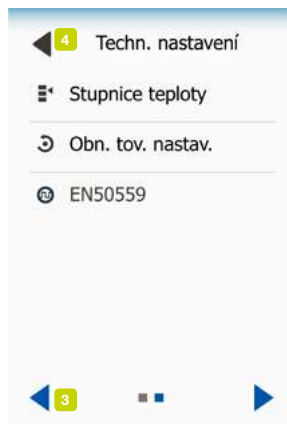 4 Techn. nastavení
Stupnice teploty
Obn. tov. nastav.
EN50559
3